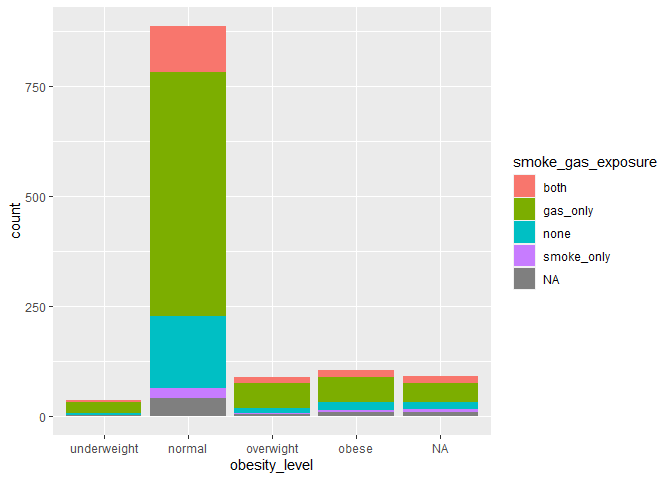 750
500
250
0
count
underweight normal overwight obese NA
obesity_level
smoke_gas_exposure
both
gas_only
none
smoke_only
NA